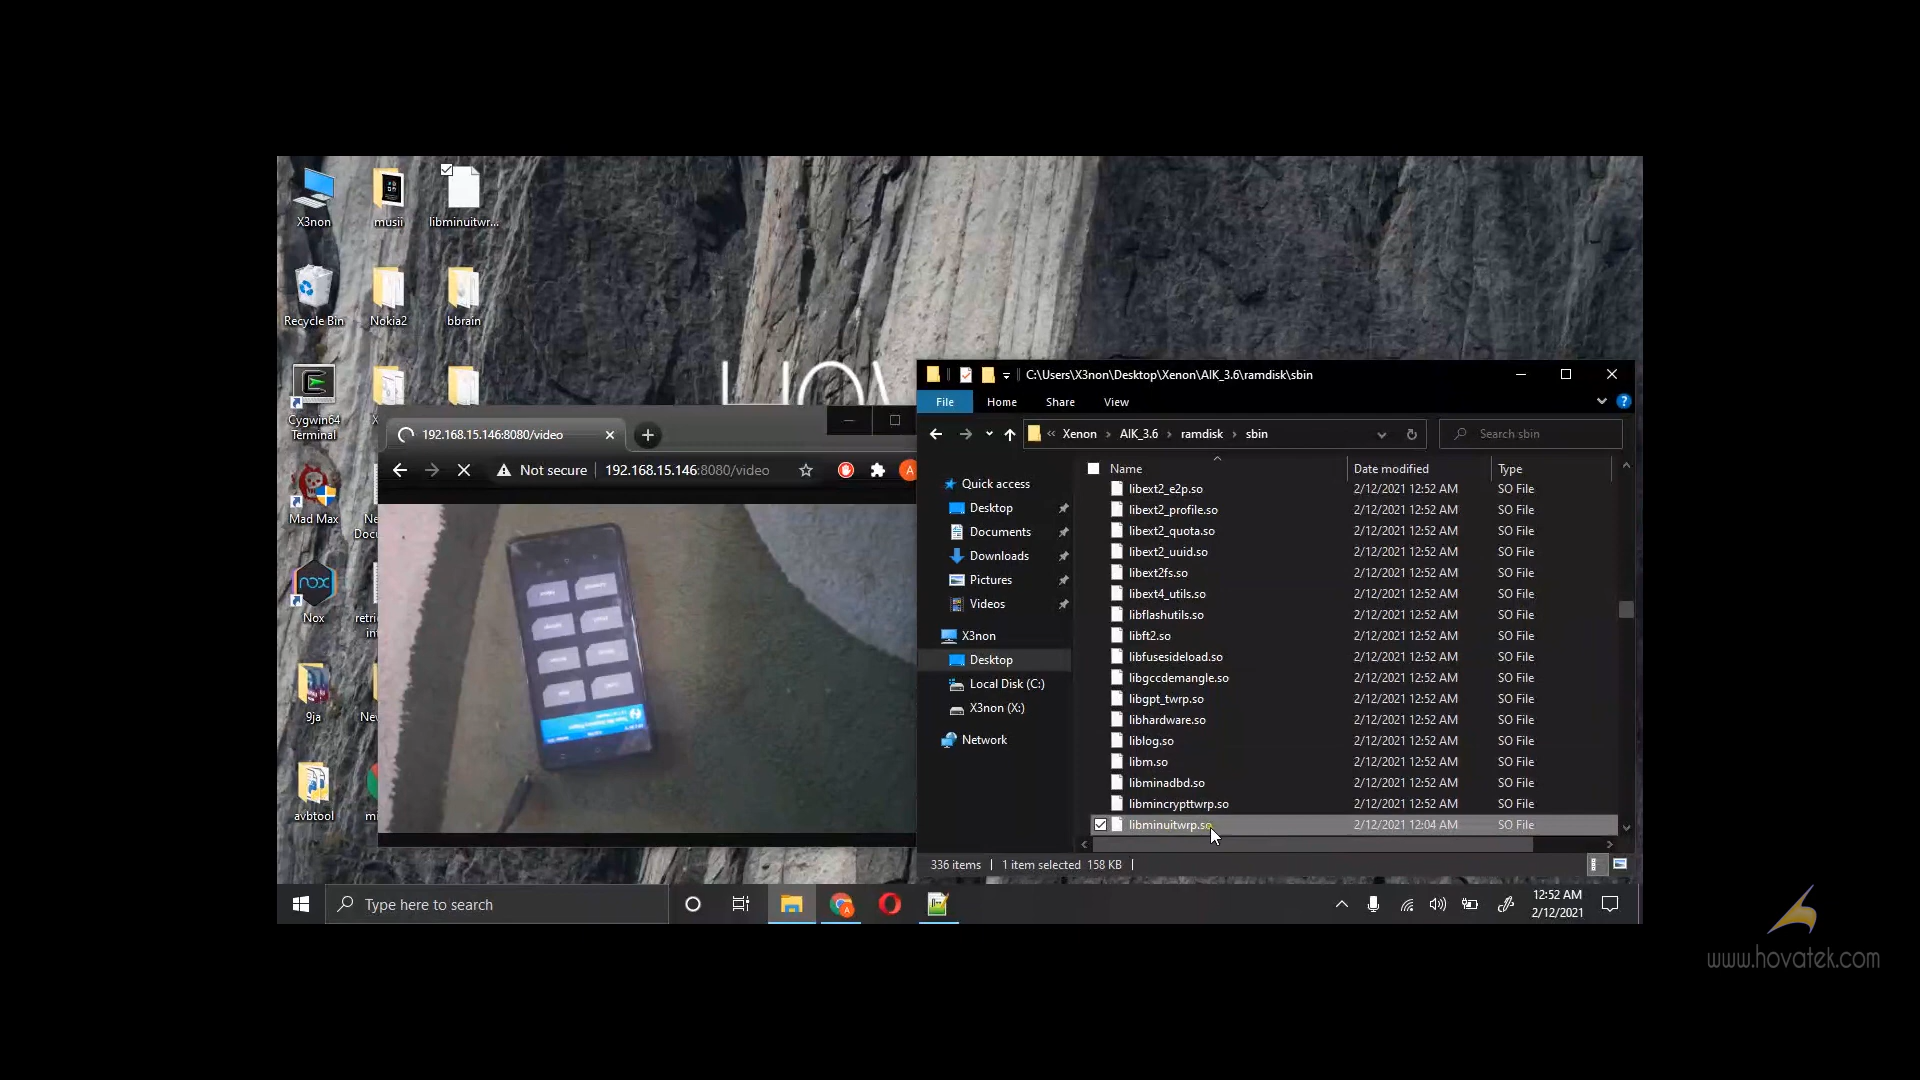 X3non
musii
libminuitwr...
Recycle Bin
Nokia2
bbrain
Cygwin64
Terminal
Mad Max
Nox
9ja
avbtool
192.168.15.146:8080/video
Not secure
192.168.15.146:8080/video
A
C:\Users\X3non\Desktop\Xenon\AIK_3.6\ramdisk\sbin
File Home Share View
« Xenon › AIK_3.6 › ramdisk › sbin
Search sbin
Quick access
Desktop
Documents
Downloads
Pictures
Videos
X3non
Desktop
Local Disk (C:)
X3non (X:)
Network
Name Date modified Type
libext2_e2p.so 2/12/2021 12:52 AM SO File
libext2_profile.so 2/12/2021 12:52 AM SO File
libext2_quota.so 2/12/2021 12:52 AM SO File
libext2_uuid.so 2/12/2021 12:52 AM SO File
libext2fs.so 2/12/2021 12:52 AM SO File
libext4_utils.so 2/12/2021 12:52 AM SO File
libflashutils.so 2/12/2021 12:52 AM SO File
libft2.so 2/12/2021 12:52 AM SO File
libfusesideload.so 2/12/2021 12:52 AM SO File
libgccdemangle.so 2/12/2021 12:52 AM SO File
libgpt_twrp.so 2/12/2021 12:52 AM SO File
libhardware.so 2/12/2021 12:52 AM SO File
liblog.so 2/12/2021 12:52 AM SO File
libm.so 2/12/2021 12:52 AM SO File
libminadbd.so 2/12/2021 12:52 AM SO File
libmincrypttwrp.so 2/12/2021 12:52 AM SO File
libminuitwrp.so 2/12/2021 12:04 AM SO File
336 items 1 item selected 158 KB
Type here to search
12:52 AM
2/12/2021
www.hovatek.com